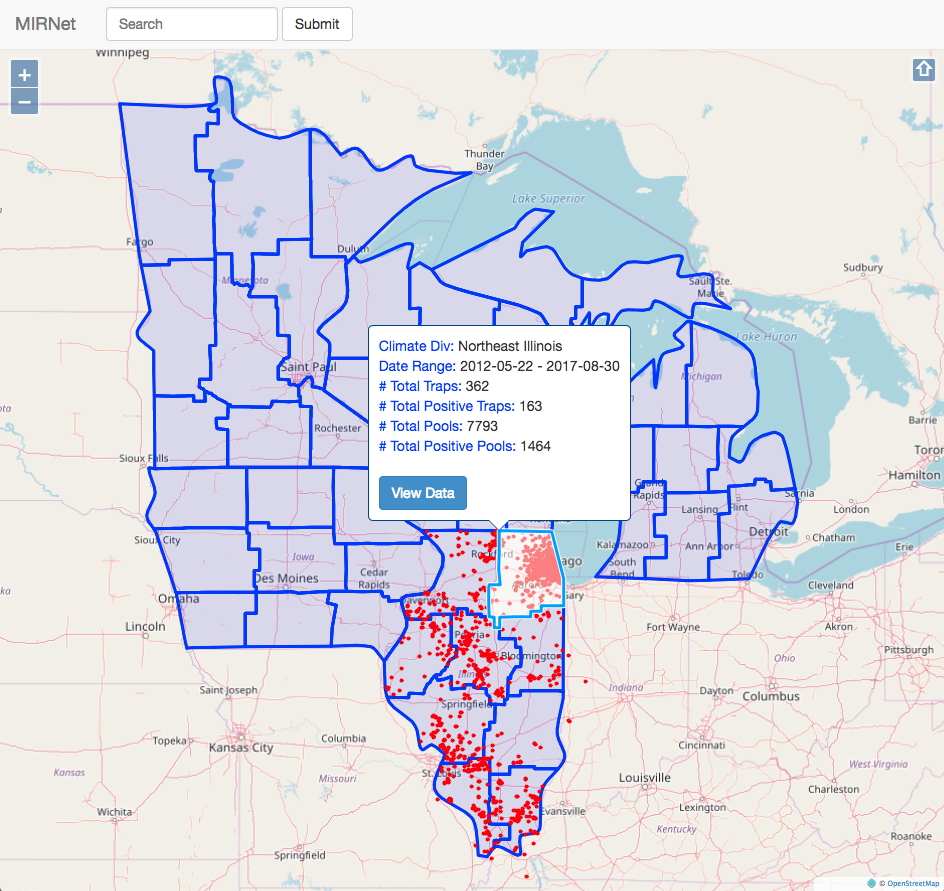 MIRNet
Search
Submit
Winnipeg
+
−
Thunder
Bay
Lake Superior
Fargo
Duluth
Sudbury
Sault Ste.
Marie
Minnesota
Lake Huron
Climate Div: Northeast Illinois
Date Range: 2012-05-22 - 2017-08-30
# Total Traps: 362
# Total Positive Traps: 163
# Total Pools: 7793
# Total Positive Pools: 1464
View Data
Saint Paul
Michigan
Barrie
Rochester
Toron
Sioux Falls
Hamilton
Grand
Rapids
Sarnia
Lansing
Flint
London
Sioux City
Detroit
Chatham
Kalamazoo
Ann Arbor
Erie
Rockford
ago
South
Bend
Toledo
Iowa
Cedar
Rapids
Des Moines
Cleveland
Gary
Omaha
Lincoln
Fort Wayne
Akron
Peoria
Pittsburgh
Bloomington
Ohio
Illin
Indiana
Saint Joseph
Dayton
Columbus
Springfield
Topeka
Kansas City
Columbia
Cincinnati
Kansas
Missouri
St. Louis
Louisville
West Virginia
Charleston
Wichita
Evansville
Lexington
Kentucky
Roanoke
Springfield
© OpenStreetMap